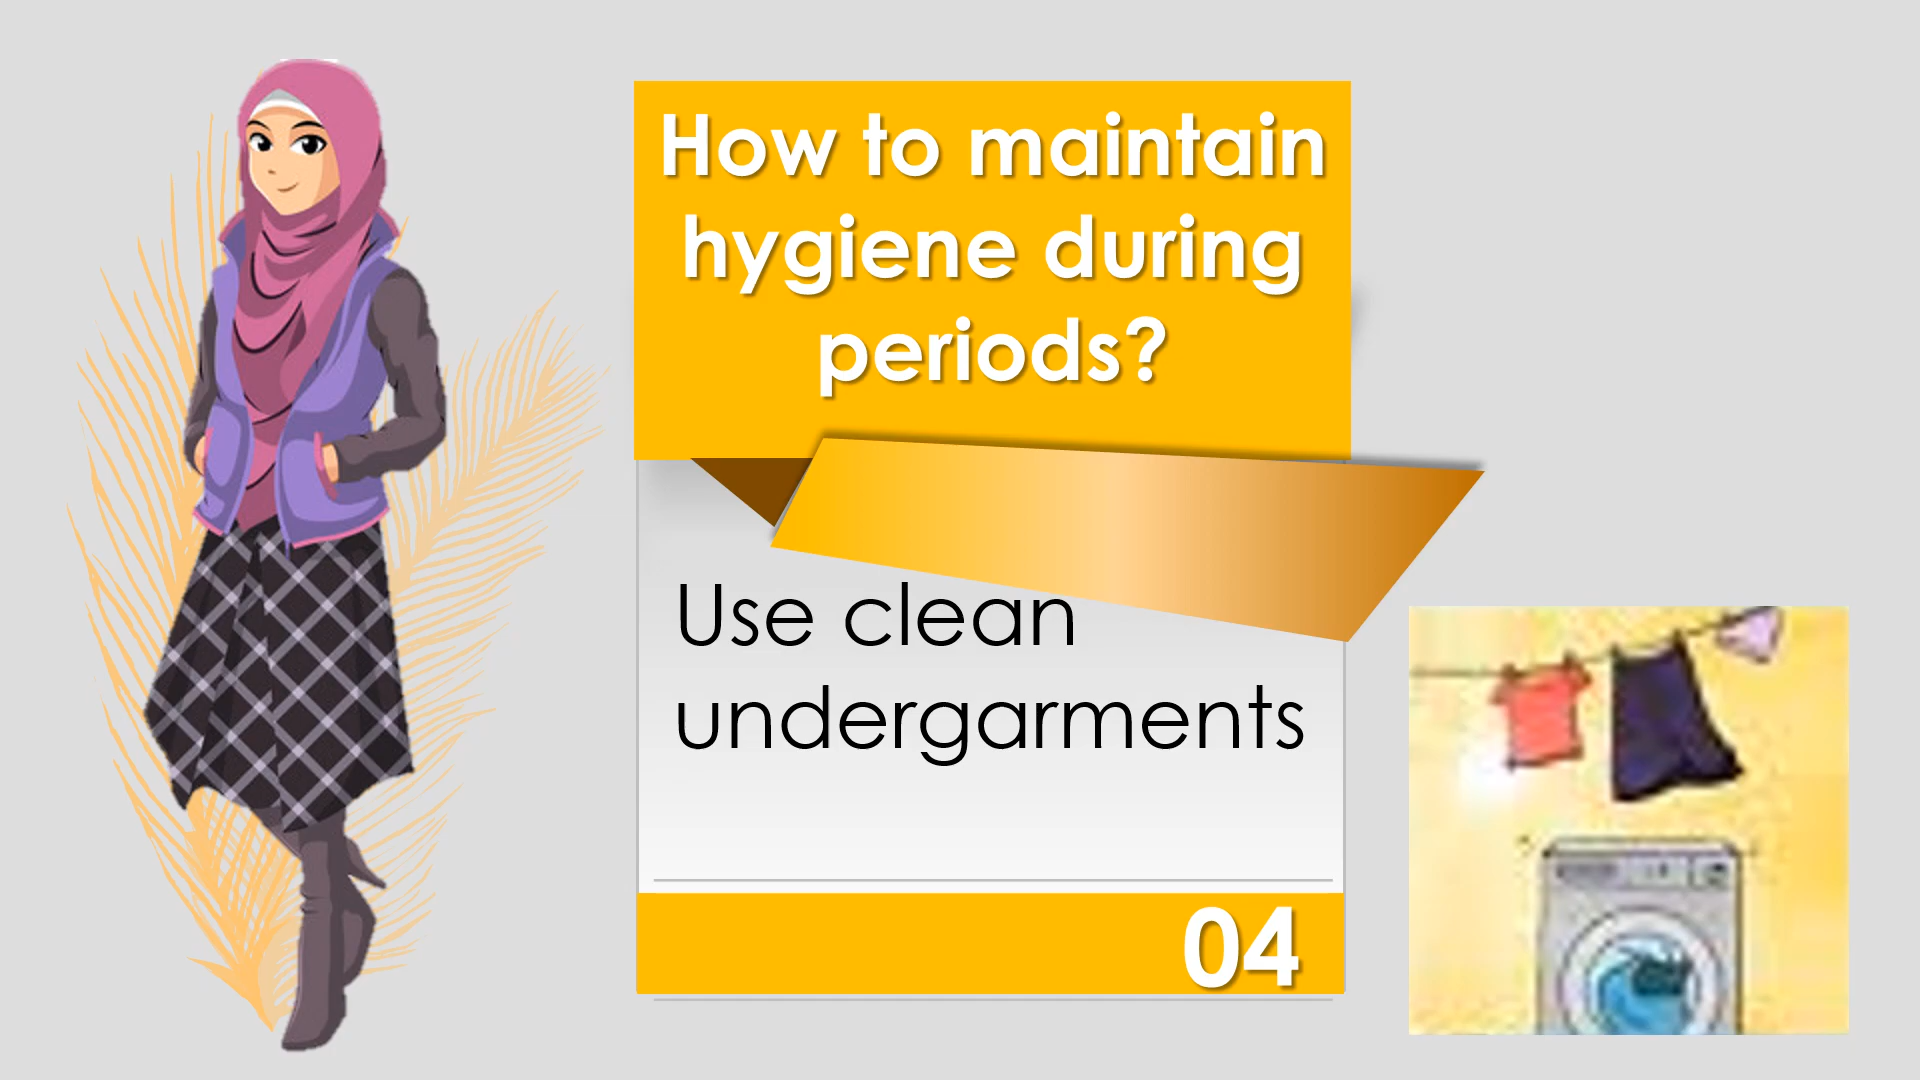 How to maintain
hygiene during
periods?
Use clean
undergarments
04